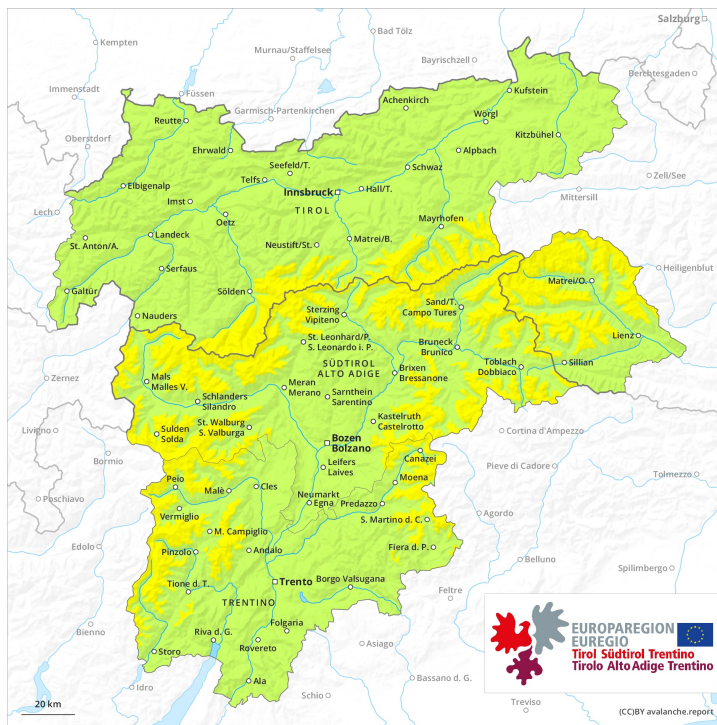 Salzburg
Kempten
Bad Tölz
Murnau/Staffelsee
Bayrischzell
Berchtesgaden
Immenstadt
Füssen
Garmisch-Partenkirchen
Achenkirch
Kufstein
Reutte
Wörgl
Oberstdorf
Ehrwald
Kitzbühel
Alpbach
Seefeld/T.
Schwaz
Telfs
Zell/See
Elbigenalp
Innsbruck
Hall/T.
Mittersill
Imst
TIROL
Lech
Oetz
Mayrhofen
St. Anton/A.
Landeck
Neustift/St.
Matrei/B.
Serfaus
Heiligenblut
Matrei/O.
Galtür
Sölden
Sand/T.
Campo Tures
Sterzing
Vipiteno
Nauders
Lienz
St. Leonhard/P.
S. Leonardo i. P.
Bruneck
Brunico
Toblach
Dobbiaco
Sillian
SÜDTIROL
ALTO ADIGE
Brixen
Bressanone
Zernez
Mals
Malles V.
Meran
Merano
Schlanders
Silandro
Sarnthein
Sarentino
St. Walburg
S. Valburga
Kastelruth
Castelrotto
Livigno
Sulden
Solda
Cortina d'Ampezzo
Bozen
Bolzano
Bormio
Canazei
Pieve di Cadore
Leifers
Laives
Tolmezzo
Poschiavo
Peio
Malè
Cles
Moena
Neumarkt
Egna
Predazzo
Vermiglio
Agordo
S. Martino d. C.
M. Campiglio
Edolo
Pinzolo
Andalo
Fiera d. P.
Belluno
Spilimbergo
Tione d. T.
Trento
Borgo Valsugana
Feltre
TRENTINO
Folgaria
Bienno
Riva d. G.
Rovereto
Asiago
Storo
Bassano d. G.
Idro
Ala
Schio
Treviso
EUROPAREGION
EUREGIO
Tirol Südtirol Trentino
Tirolo Alto Adige Trentino
20 km
(CC)BY avalanche.report